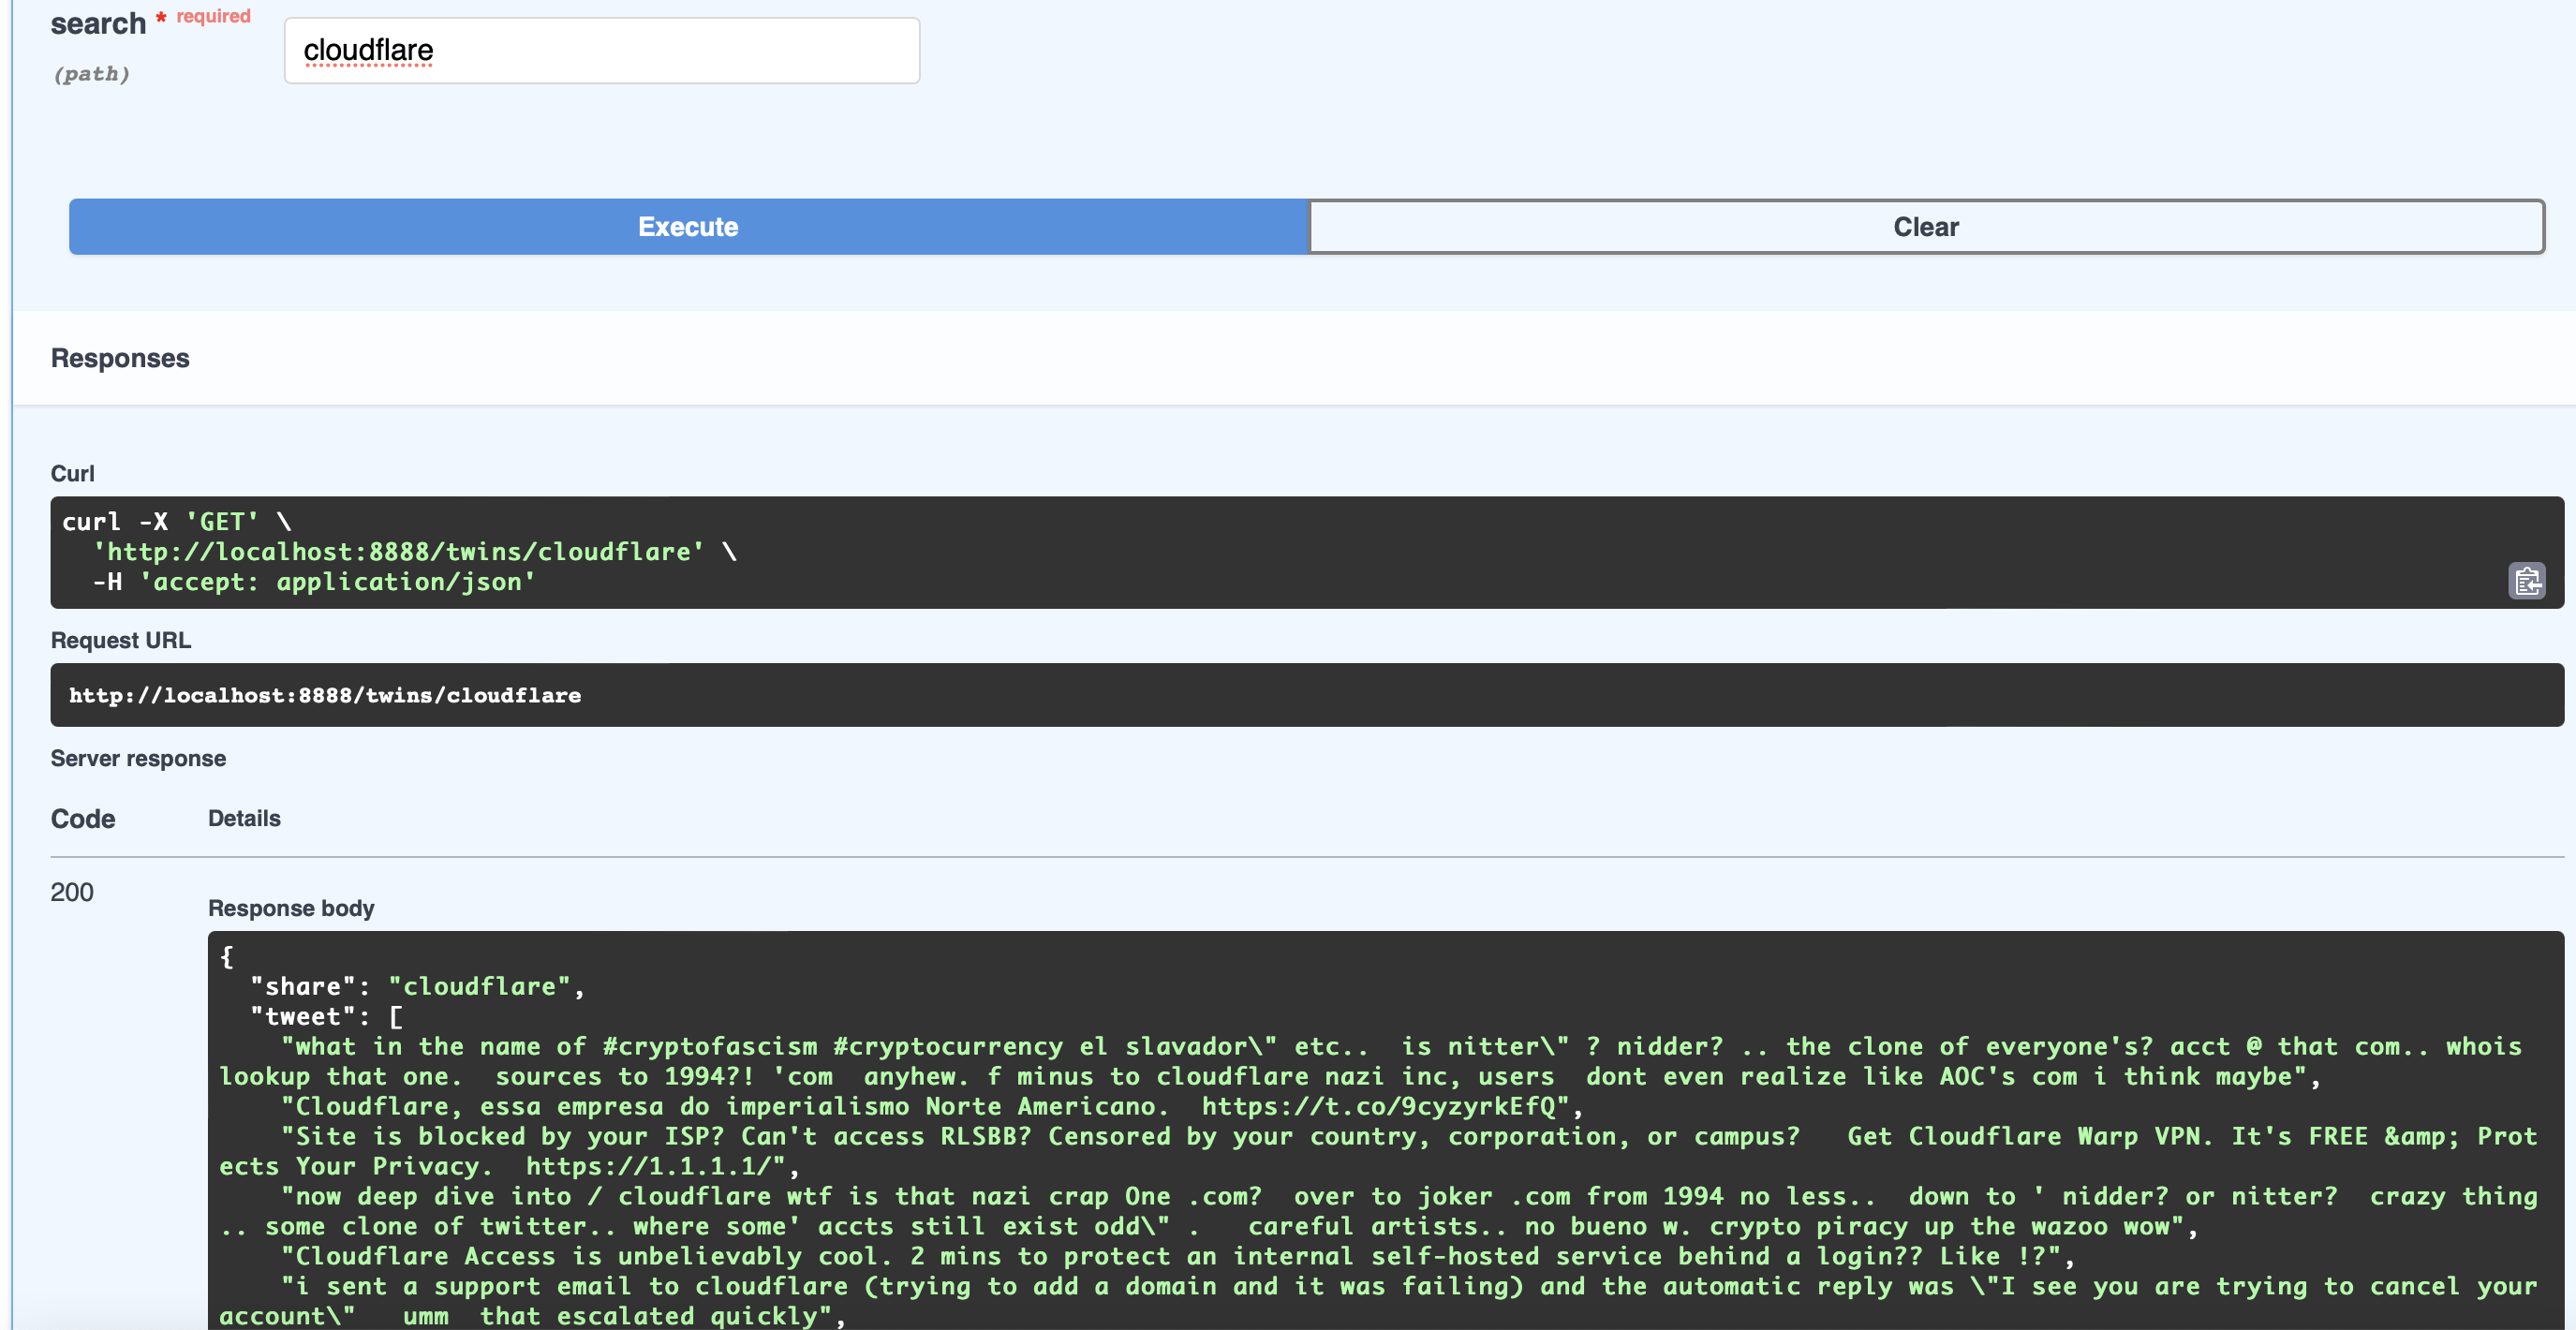 search * required
cloudflare
(path)
Execute
Clear
Responses
Curl
curl -X 'GET' \
  'http://localhost:8888/twins/cloudflare' \
  -H 'accept: application/json'
Request URL
http://localhost:8888/twins/cloudflare
Server response
Code
Details
200
Response body
{
  "share": "cloudflare",
  "tweet": [
    "what in the name of #cryptofascism #cryptocurrency el slavador\" etc..  is nitter\" ? nidder? .. the clone of everyone's? acct @ that com.. whois
lookup that one.  sources to 1994?! 'com  anyhew. f minus to cloudflare nazi inc, users  dont even realize like AOC's com i think maybe",
    "Cloudflare, essa empresa do imperialismo Norte Americano.  https://t.co/9cyzyrkEfQ",
    "Site is blocked by your ISP? Can't access RLSBB? Censored by your country, corporation, or campus?   Get Cloudflare Warp VPN. It's FREE &amp; Prot
ects Your Privacy.  https://1.1.1.1/",
    "now deep dive into / cloudflare wtf is that nazi crap One .com?  over to joker .com from 1994 no less..  down to ' nidder? or nitter?  crazy thing
.. some clone of twitter.. where some' accts still exist odd\" .   careful artists.. no bueno w. crypto piracy up the wazoo wow",
    "Cloudflare Access is unbelievably cool. 2 mins to protect an internal self-hosted service behind a login?? Like !?",
    "i sent a support email to cloudflare (trying to add a domain and it was failing) and the automatic reply was \"I see you are trying to cancel your
account\"   umm  that escalated quickly",